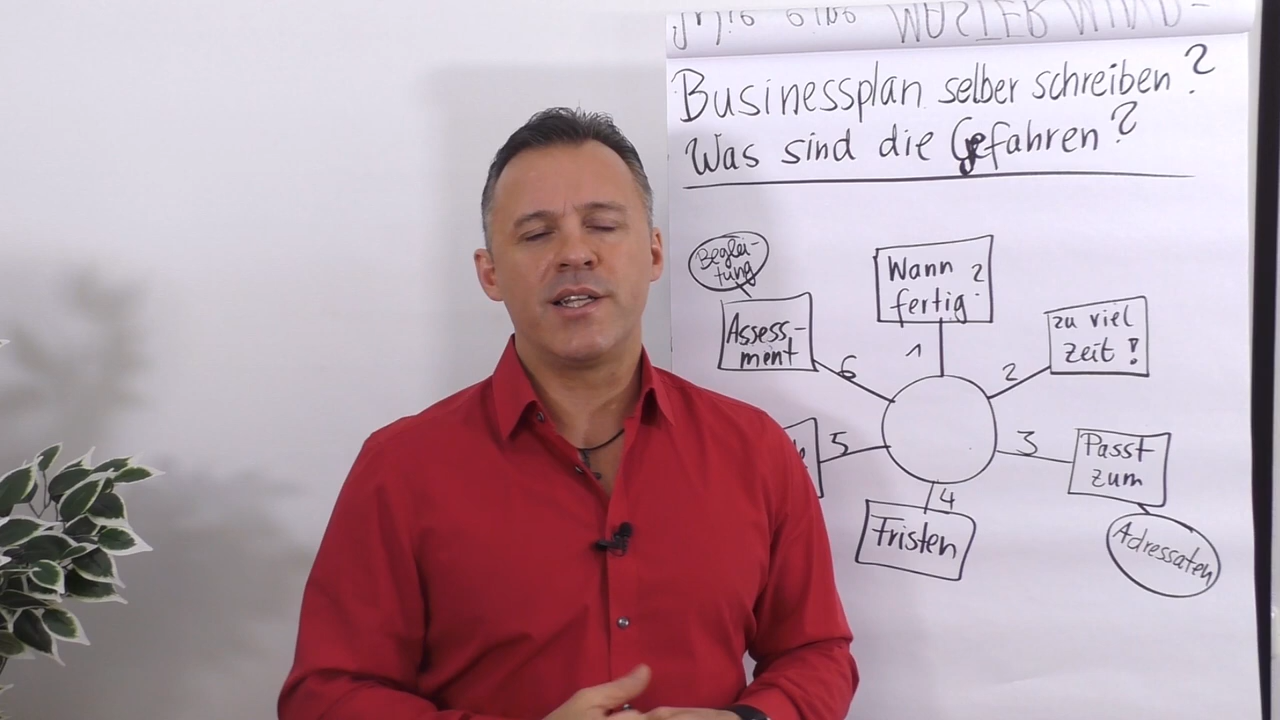 Businessplan selber schreiben?
Was sind die Gefahren?
Beglei-
tung
Assess-
ment
6
Wann
fertig?
1
zu viel
Zeit!
2
3
Passt
zum
Adressaten
4
Fristen
5